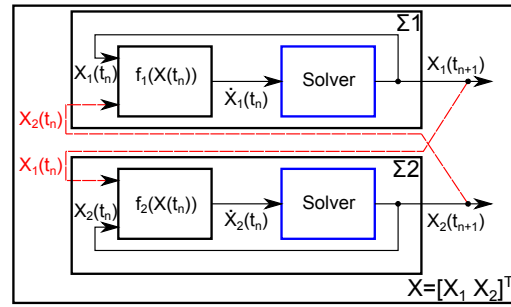 Σ1
X₁(tₙ)
f₁(X(tₙ))
Ẋ₁(tₙ)
Solver
X₁(tₙ₊₁)
X₂(tₙ)
X₁(tₙ)
Σ2
X₂(tₙ)
f₂(X(tₙ))
Ẋ₂(tₙ)
Solver
X₂(tₙ₊₁)
X=[X₁ X₂]ᵀ